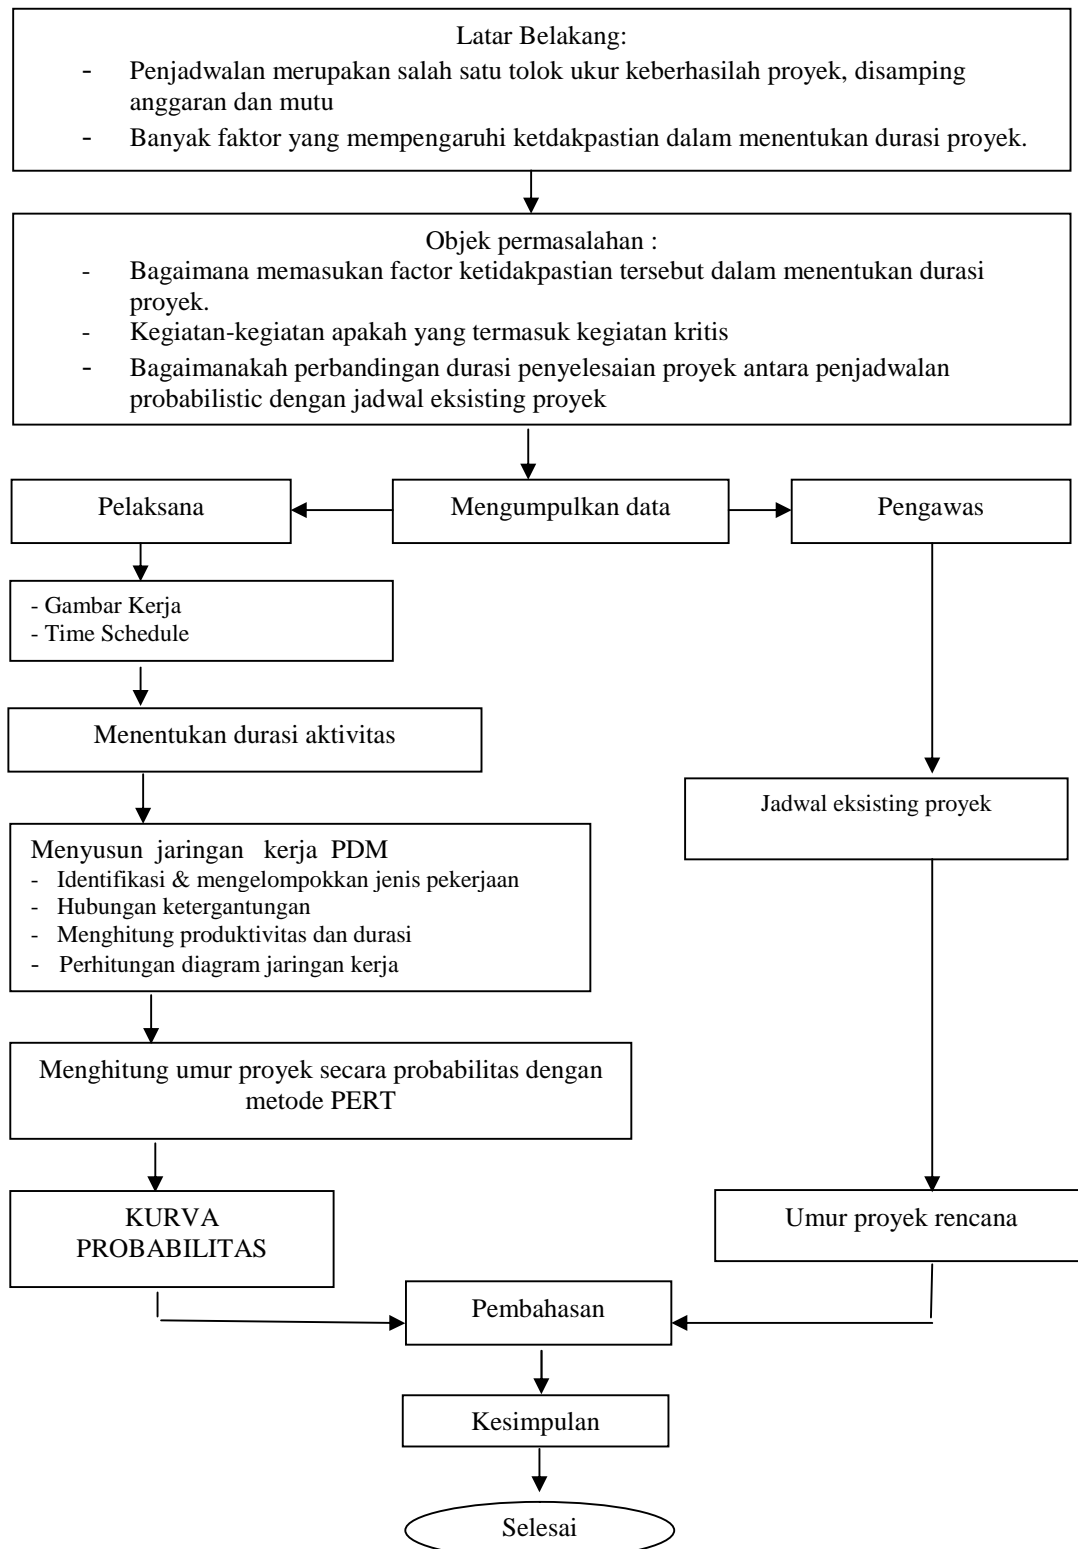 Latar Belakang:
- Penjadwalan merupakan salah satu tolok ukur keberhasilah proyek, disamping
anggaran dan mutu
- Banyak faktor yang mempengaruhi ketdakpastian dalam menentukan durasi proyek.
Objek permasalahan :
- Bagaimana memasukan factor ketidakpastian tersebut dalam menentukan durasi
proyek.
- Kegiatan-kegiatan apakah yang termasuk kegiatan kritis
- Bagaimanakah perbandingan durasi penyelesaian proyek antara penjadwalan
probabilistic dengan jadwal eksisting proyek
Pelaksana
Mengumpulkan data
Pengawas
- Gambar Kerja
- Time Schedule
Menentukan durasi aktivitas
Jadwal eksisting proyek
Menyusun jaringan kerja PDM
- Identifikasi & mengelompokkan jenis pekerjaan
- Hubungan ketergantungan
- Menghitung produktivitas dan durasi
- Perhitungan diagram jaringan kerja
Menghitung umur proyek secara probabilitas dengan
metode PERT
KURVA
PROBABILITAS
Umur proyek rencana
Pembahasan
Kesimpulan
Selesai